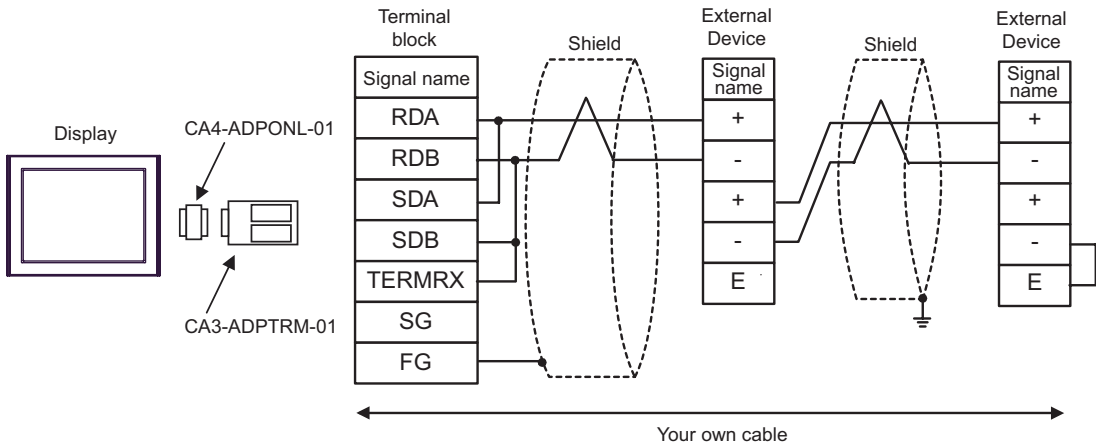 Display
CA4-ADPONL-01
CA3-ADPTRM-01
Terminal
block
Signal name
RDA
RDB
SDA
SDB
TERMRX
SG
FG
Shield
External
Device
Signal
name
+
-
+
-
E
Shield
External
Device
Signal
name
+
-
+
-
E
Your own cable